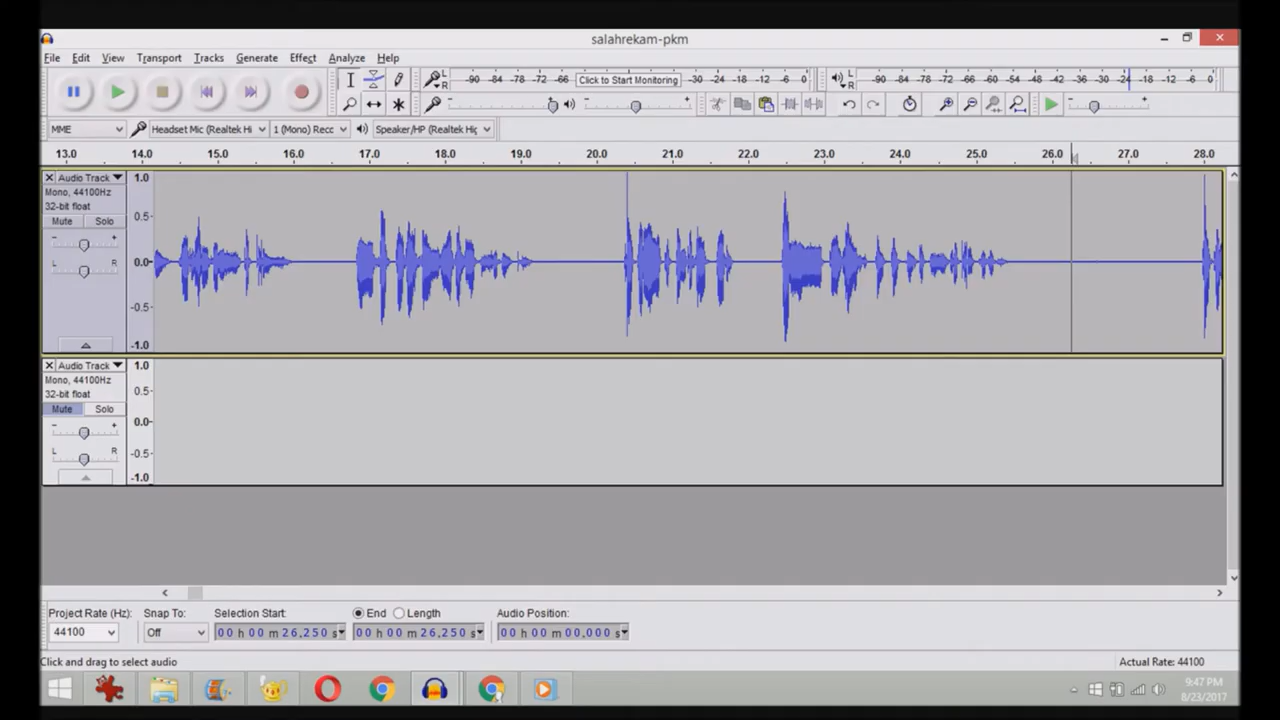 salahrekam-pkm
File Edit View Transport Tracks Generate Effect Analyze Help
L R -90 -84 -78 -72 -66 Click to Start Monitoring -30 -24 -18 -12 -6 0 L R -90 -84 -78 -72 -66 -60 -54 -48 -42 -36 -30 -24 -18 -12 -6 0
MME Headset Mic (Realtek Hi 1 (Mono) Recc Speaker/HP (Realtek Hig
13.0 14.0 15.0 16.0 17.0 18.0 19.0 20.0 21.0 22.0 23.0 24.0 25.0 26.0 27.0 28.0
Audio Track 1.0
Mono, 44100Hz
32-bit float
Mute Solo 0.5
- +
L R 0.0
-0.5
-1.0
Audio Track 1.0
Mono, 44100Hz
32-bit float 0.5
Mute Solo
- + 0.0
L R -0.5
-1.0
Project Rate (Hz): Snap To: Selection Start: End Length Audio Position:
44100 Off 00 h 00 m 26,250 s 00 h 00 m 26,250 s 00 h 00 m 00,000 s
Click and drag to select audio Actual Rate: 44100
9:47 PM
8/23/2017